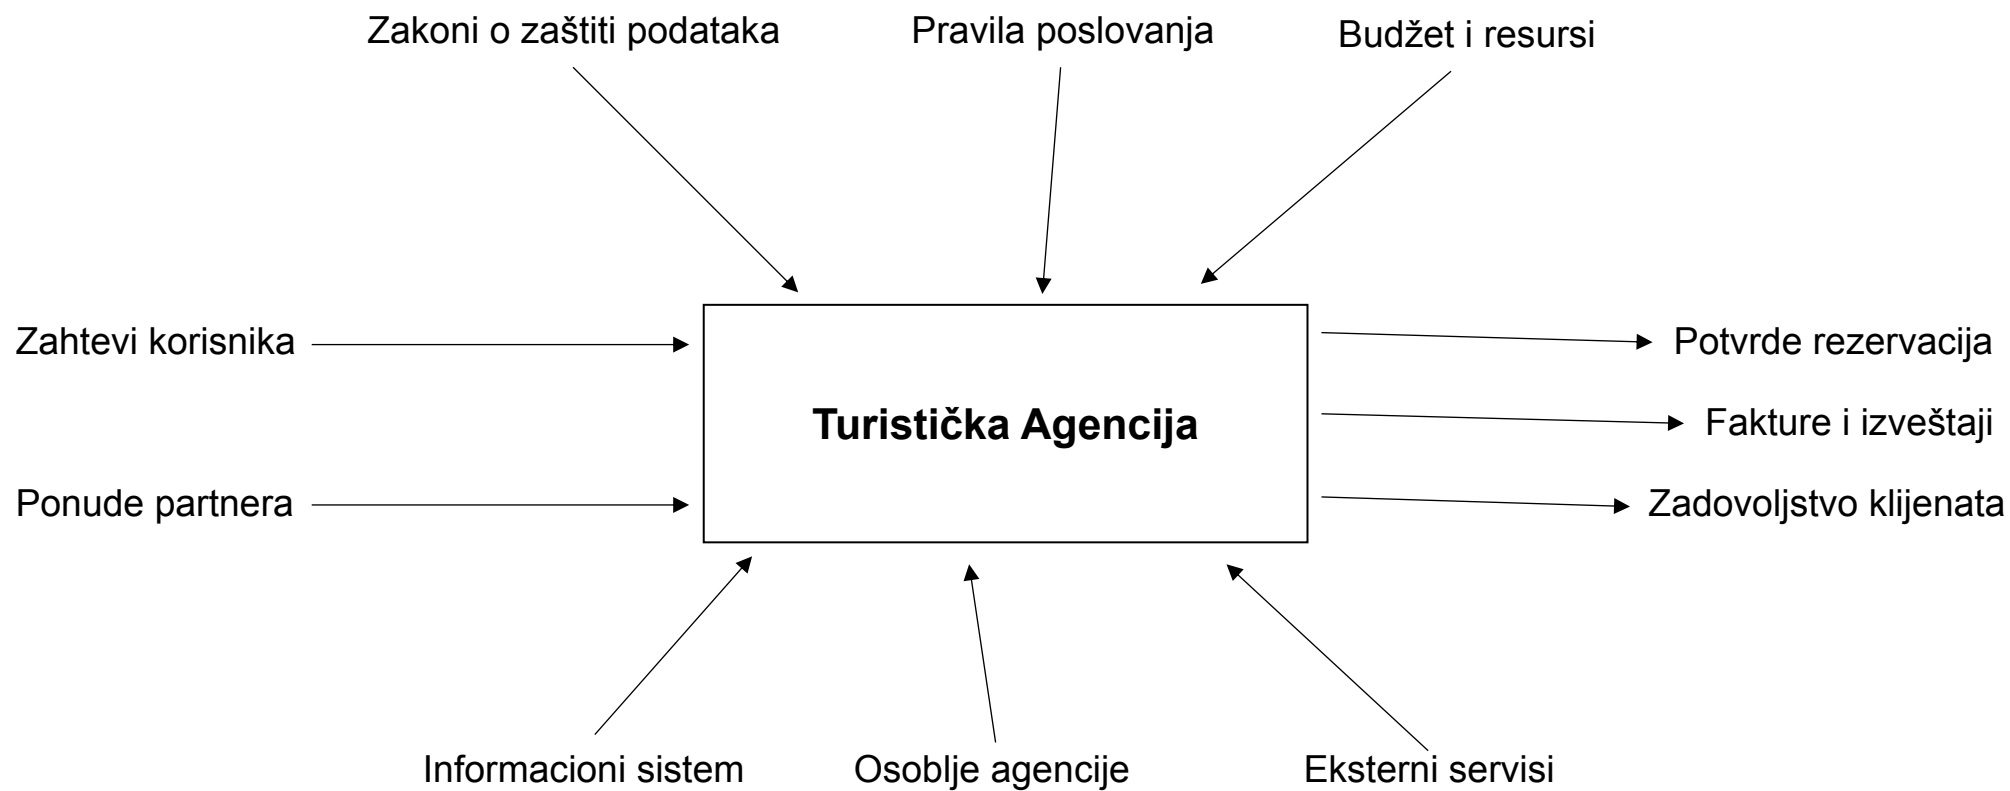 Zakoni o zaštiti podataka
Pravila poslovanja
Budžet i resursi
Zahtevi korisnika
Potvrde rezervacija
Turistička Agencija
Fakture i izveštaji
Ponude partnera
Zadovoljstvo klijenata
Informacioni sistem
Osoblje agencije
Eksterni servisi